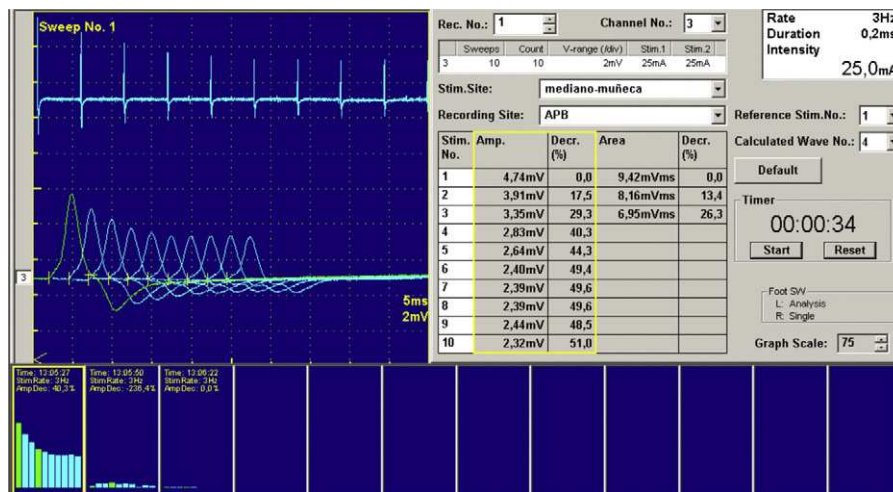 Sweep No. 1
3
5ms
2mV
Rec. No.: 1 Channel No.: 3
Sweeps Count V-range (/div) Stim.1 Stim.2
3 10 10 2mV 25mA 25mA
Stim.Site: mediano-muñeca
Recording Site: APB
Stim. No. Amp. Decr. (%) Area Decr. (%)
1 4,74mV 0,0 9,42mVms 0,0
2 3,91mV 17,5 8,16mVms 13,4
3 3,35mV 29,3 6,95mVms 26,3
4 2,83mV 40,3
5 2,64mV 44,3
6 2,40mV 49,4
7 2,39mV 49,6
8 2,39mV 49,6
9 2,44mV 48,5
10 2,32mV 51,0
Rate 3Hz
Duration 0,2ms
Intensity
25,0mA
Reference Stim.No.: 1
Calculated Wave No.: 4
Default
Timer
00:00:34
Start Reset
Foot SW
L: Analysis
R: Single
Graph Scale: 75
Time: 13:05:27
Stim Rate: 3Hz
Amp Dec: 40,3%
Time: 13:05:50
Stim Rate: 3Hz
Amp Dec: -236,4%
Time: 13:06:22
Stim Rate: 3Hz
Amp Dec: 0,0%